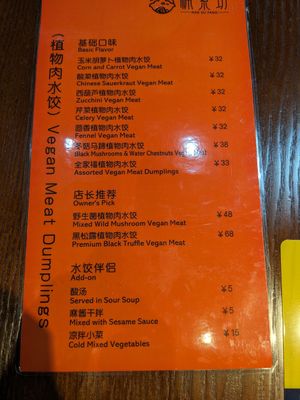 (植物肉水饺) Vegan Meat Dumplings
基础口味
Basic Flavor
玉米胡萝卜植物肉水饺 ¥32
Corn and Carrot Vegan Meat
酸菜植物肉水饺 ¥32
Chinese Sauerkraut Vegan Meat
西葫芦植物肉水饺 ¥32
Zucchini Vegan Meat
芹菜植物肉水饺 ¥32
Celery Vegan Meat
茴香植物肉水饺 ¥32
Fennel Vegan Meat
冬菇马蹄植物肉水饺 ¥38
Black Mushrooms & Water Chestnuts Vegan Meat
全家福植物肉水饺 ¥33
Assorted Vegan Meat Dumplings
店长推荐
Owner's Pick
野生菌植物肉水饺 ¥48
Mixed Wild Mushroom Vegan Meat
黑松露植物肉水饺 ¥68
Premium Black Truffle Vegan Meat
水饺伴侣
Add-on
酸汤 ¥5
Served in Sour Soup
麻酱干拌 ¥5
Mixed with Sesame Sauce
凉拌小菜 ¥15
Cold Mixed Vegetables